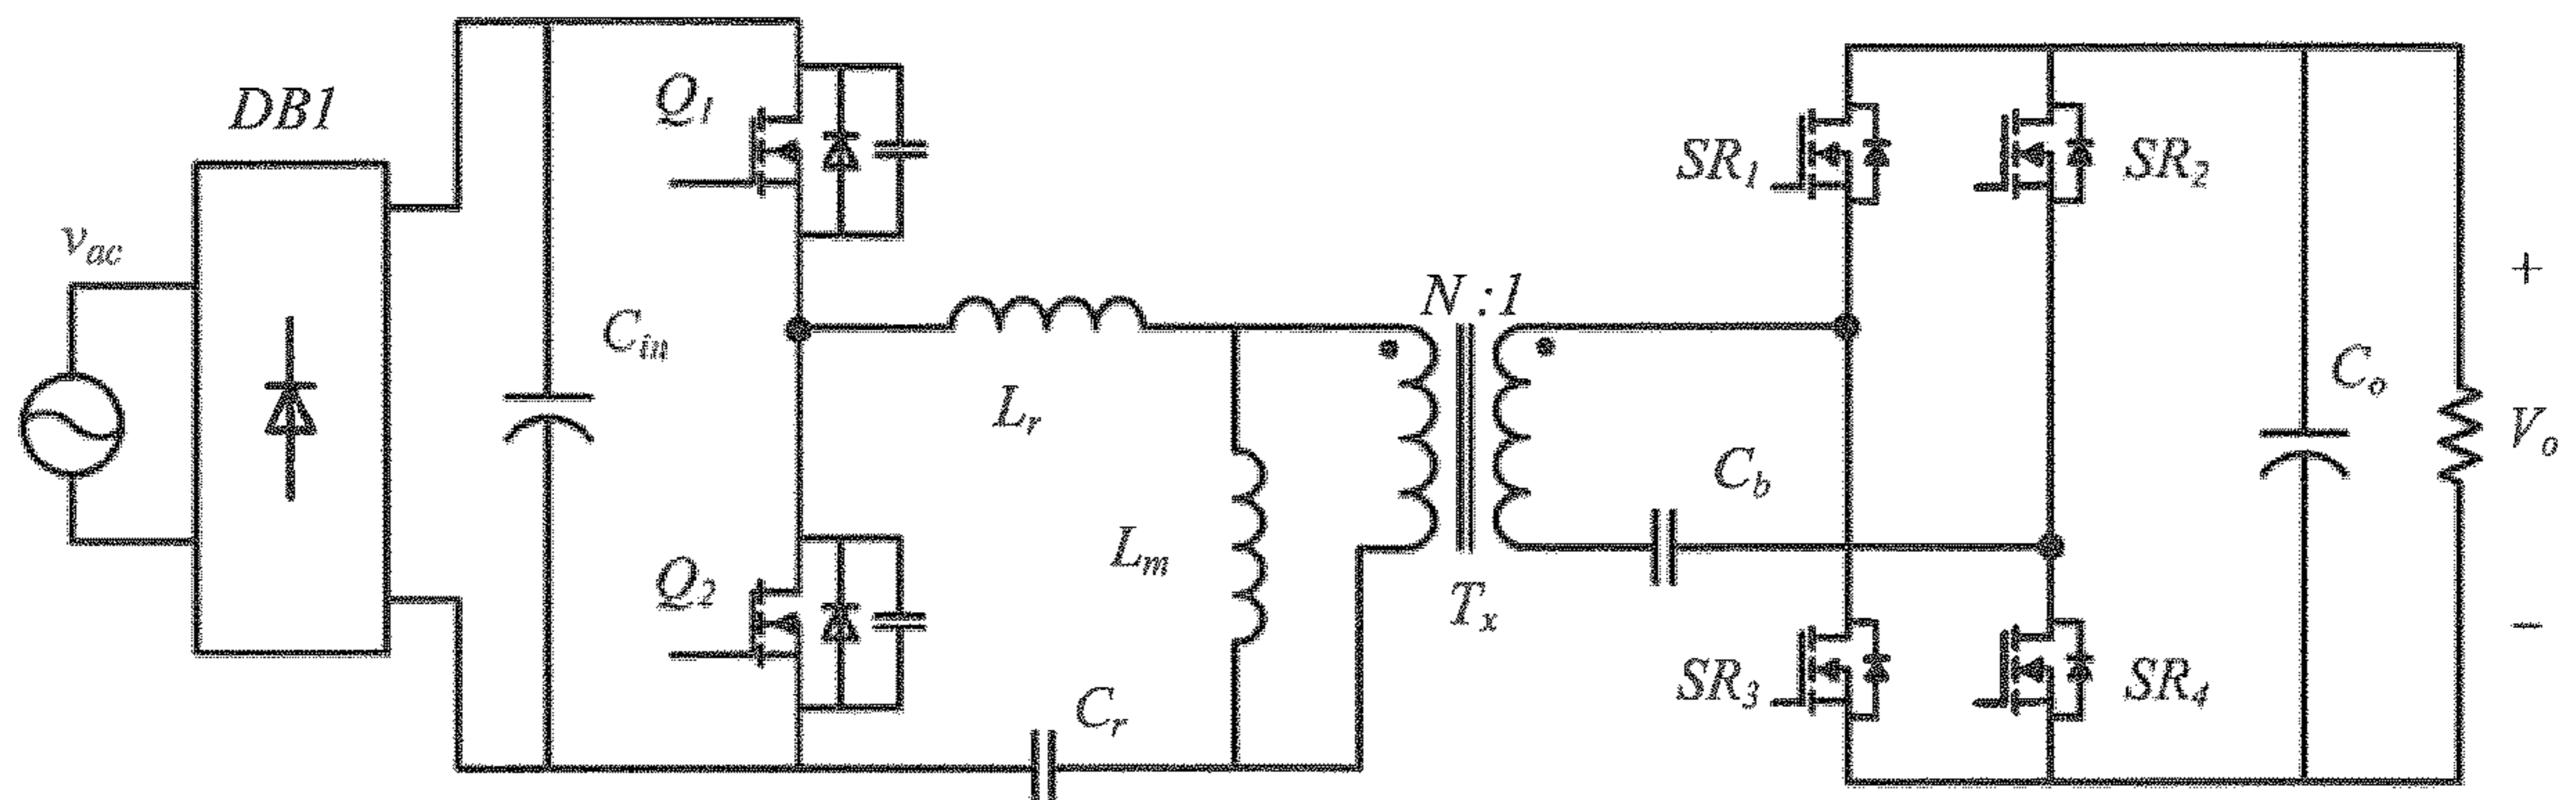 DB1
v_ac
C_in
Q_1
Q_2
L_r
L_m
C_r
N:1
T_x
C_b
SR_1
SR_2
SR_3
SR_4
C_o
+
V_o
−